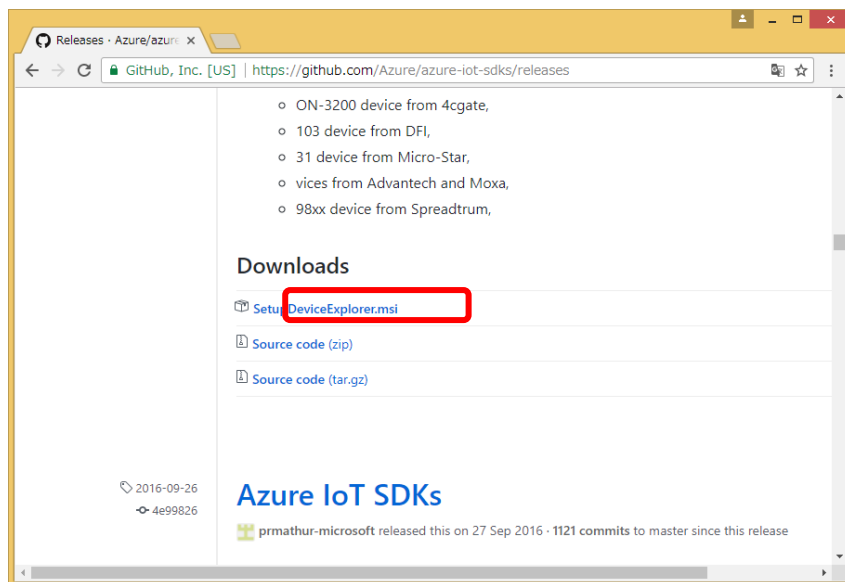 Releases · Azure/azure
GitHub, Inc. [US] | https://github.com/Azure/azure-iot-sdks/releases
ON-3200 device from 4cgate,
103 device from DFI,
31 device from Micro-Star,
vices from Advantech and Moxa,
98xx device from Spreadtrum,
Downloads
SetupDeviceExplorer.msi
Source code (zip)
Source code (tar.gz)
2016-09-26
4e99826
Azure IoT SDKs
prmathur-microsoft released this on 27 Sep 2016 · 1121 commits to master since this release